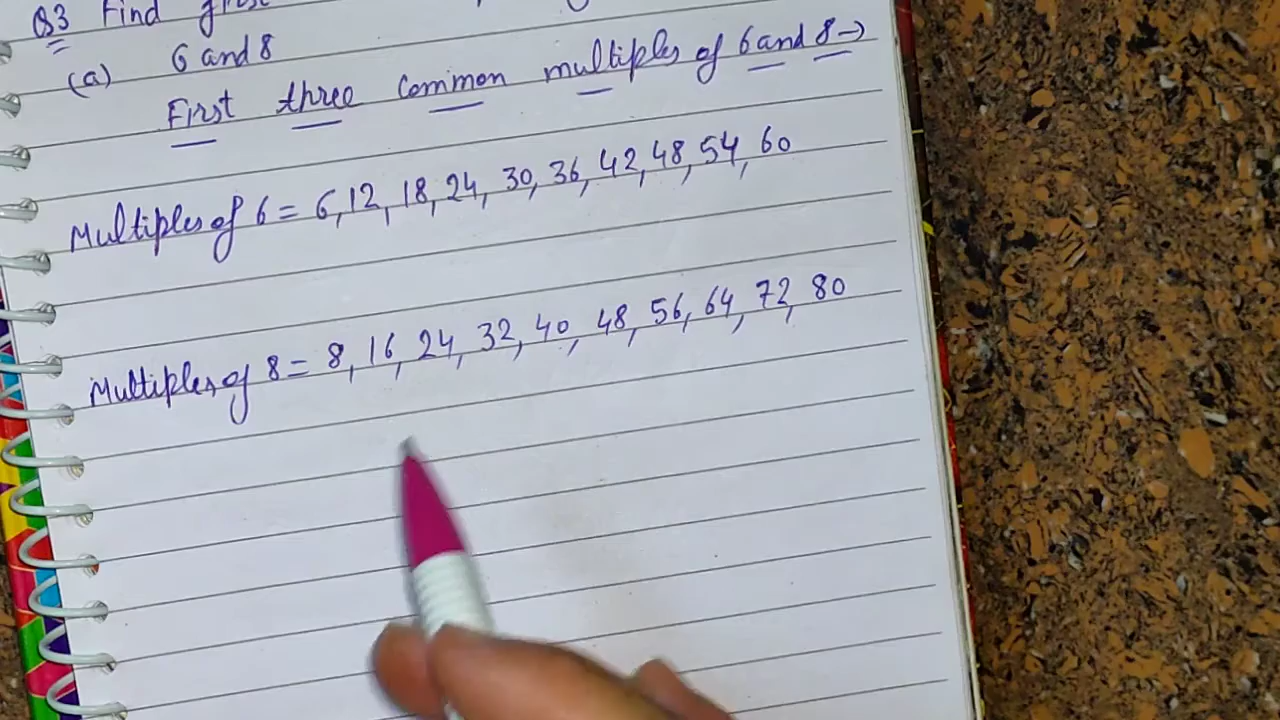 Q3 Find first
(a) 6 and 8
First three common multiples of 6 and 8→
Multiples of 6 = 6, 12, 18, 24, 30, 36, 42, 48, 54, 60
Multiples of 8 = 8, 16, 24, 32, 40, 48, 56, 64, 72, 80